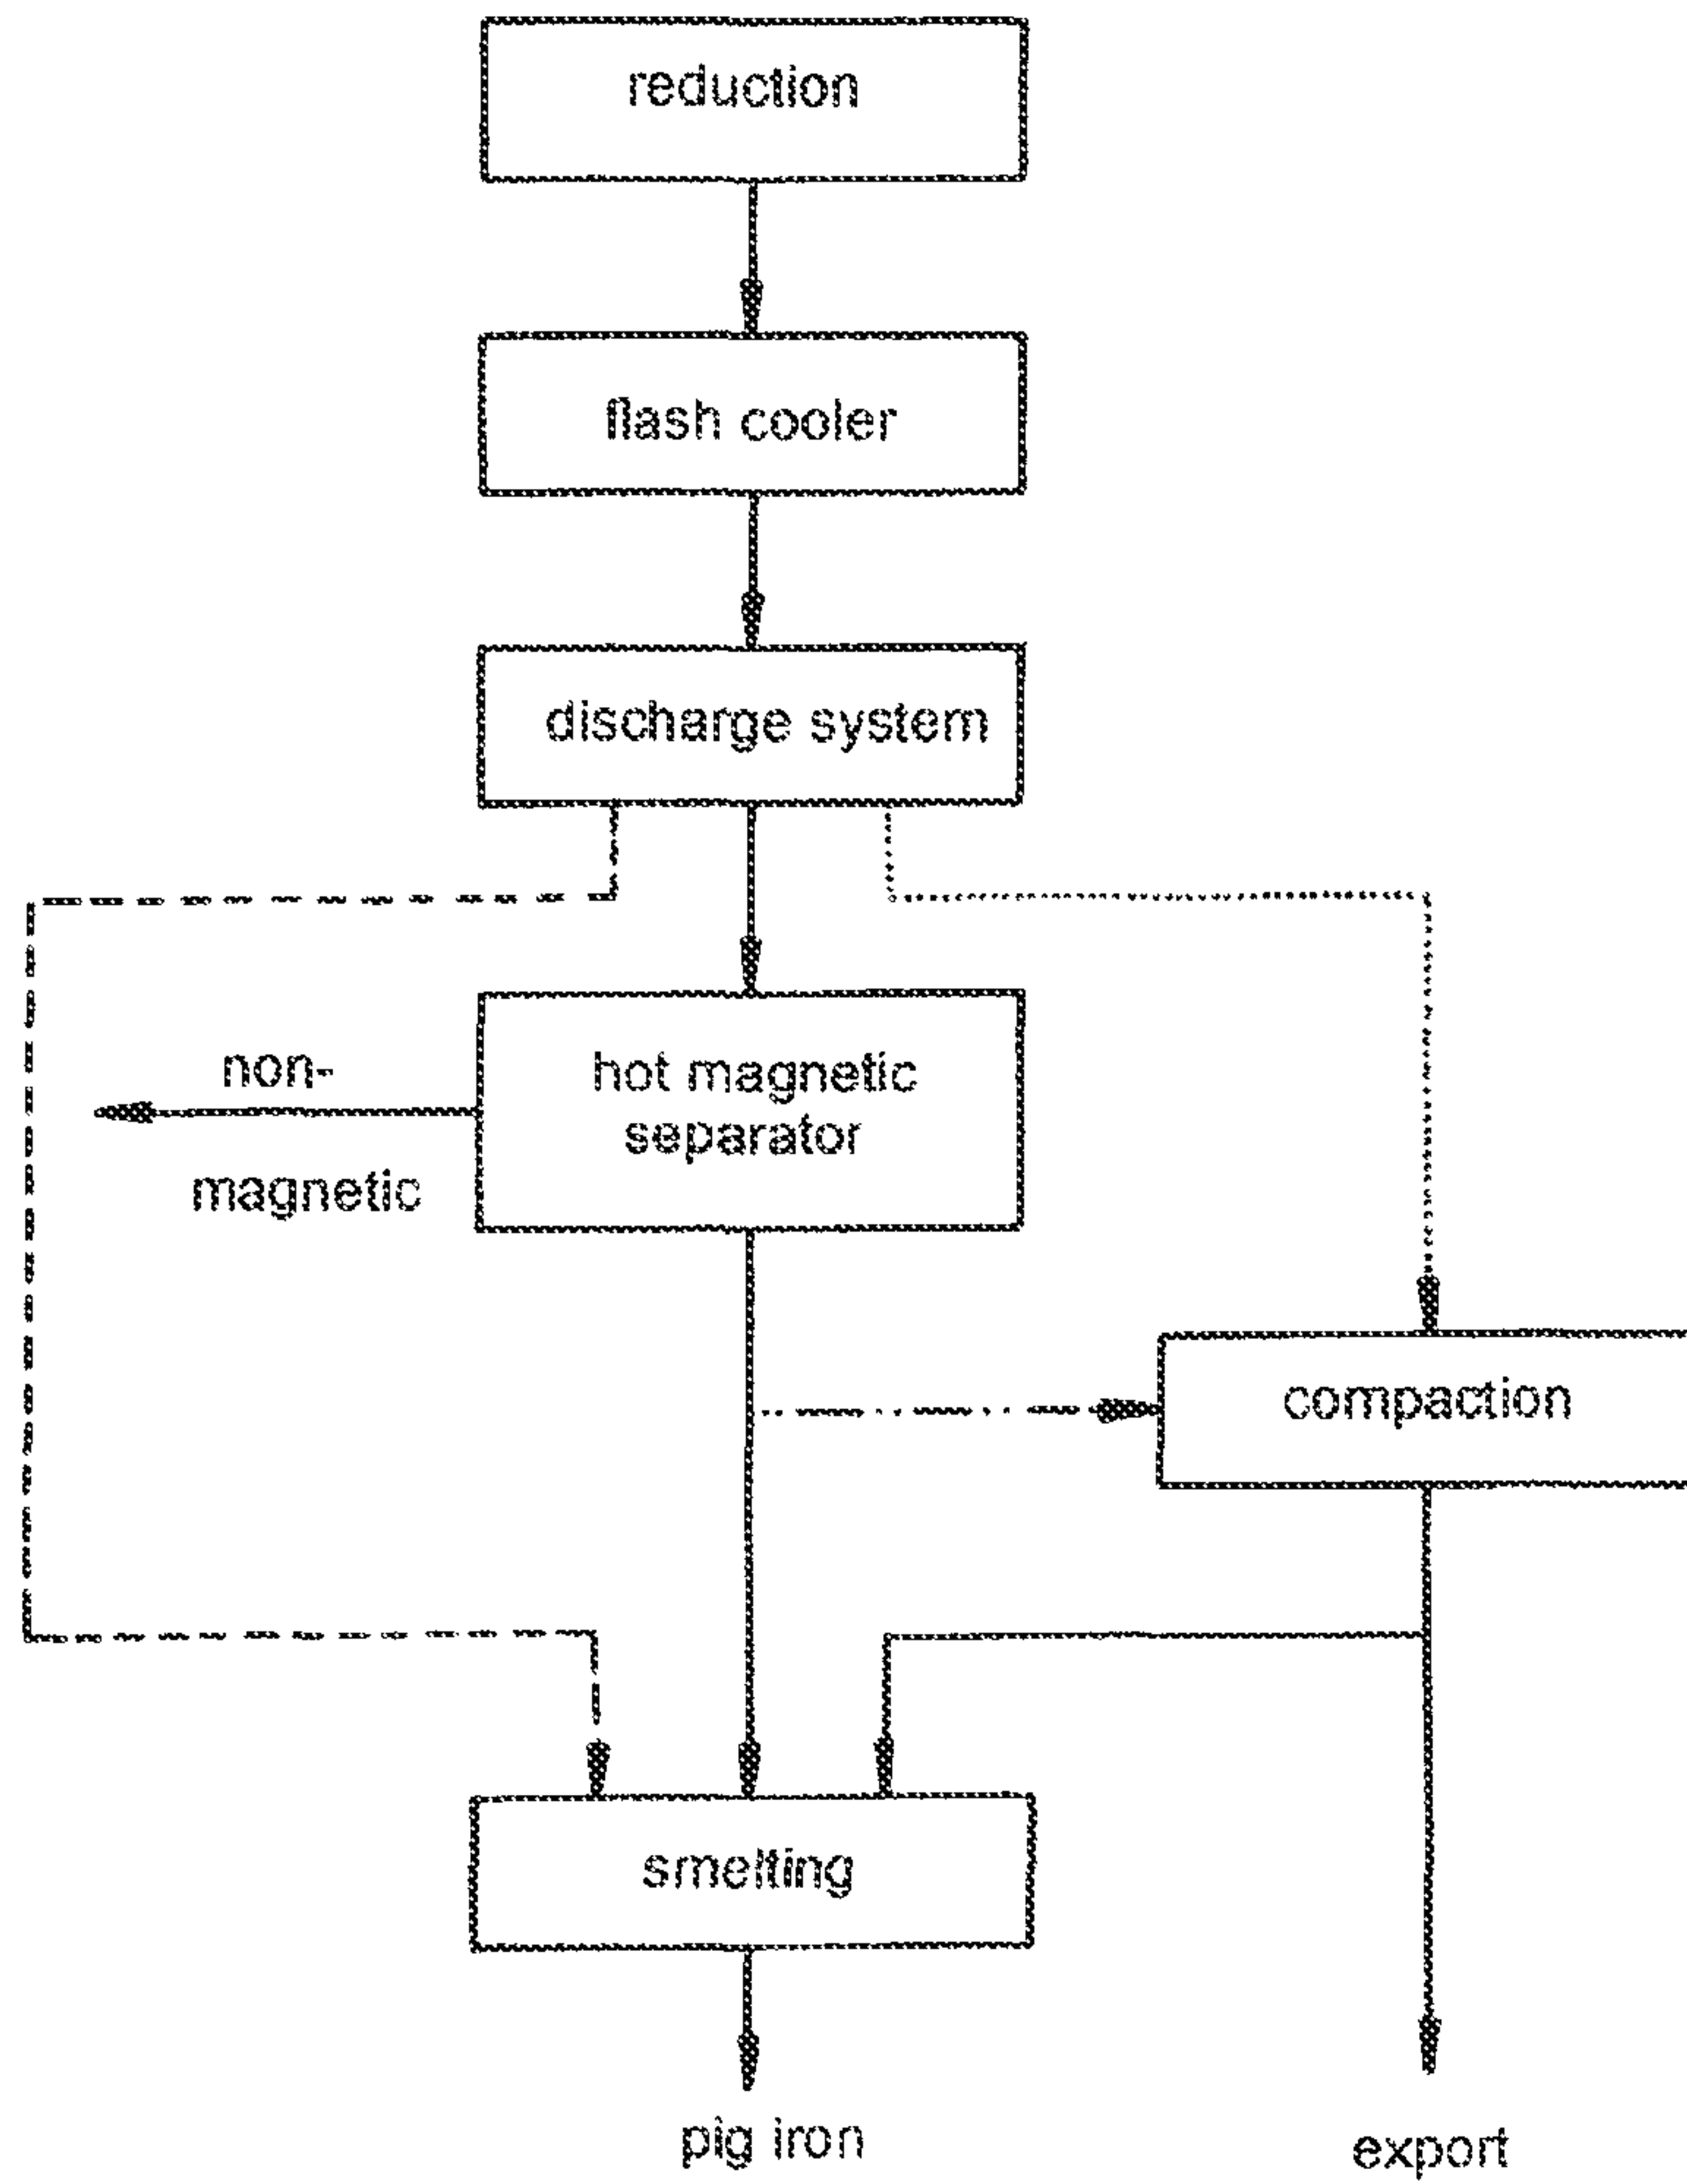 reduction
flash cooler
discharge system
non-
magnetic
hot magnetic
separator
compaction
smelting
pig iron
export